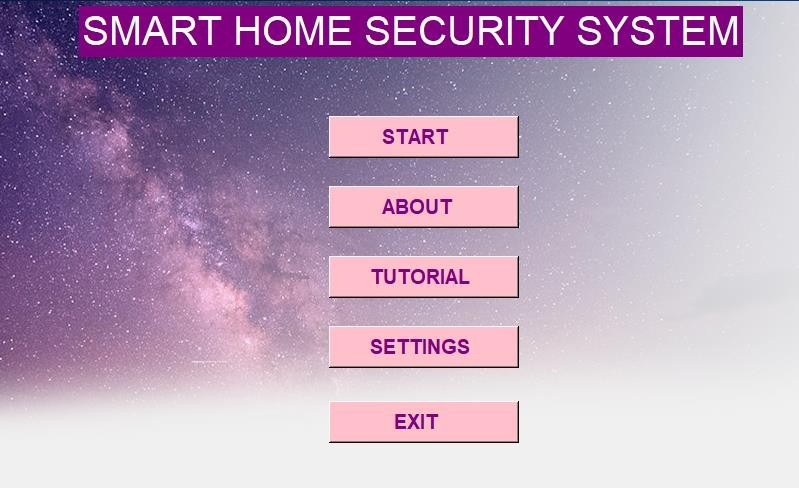 SMART HOME SECURITY SYSTEM
START
ABOUT
TUTORIAL
SETTINGS
EXIT